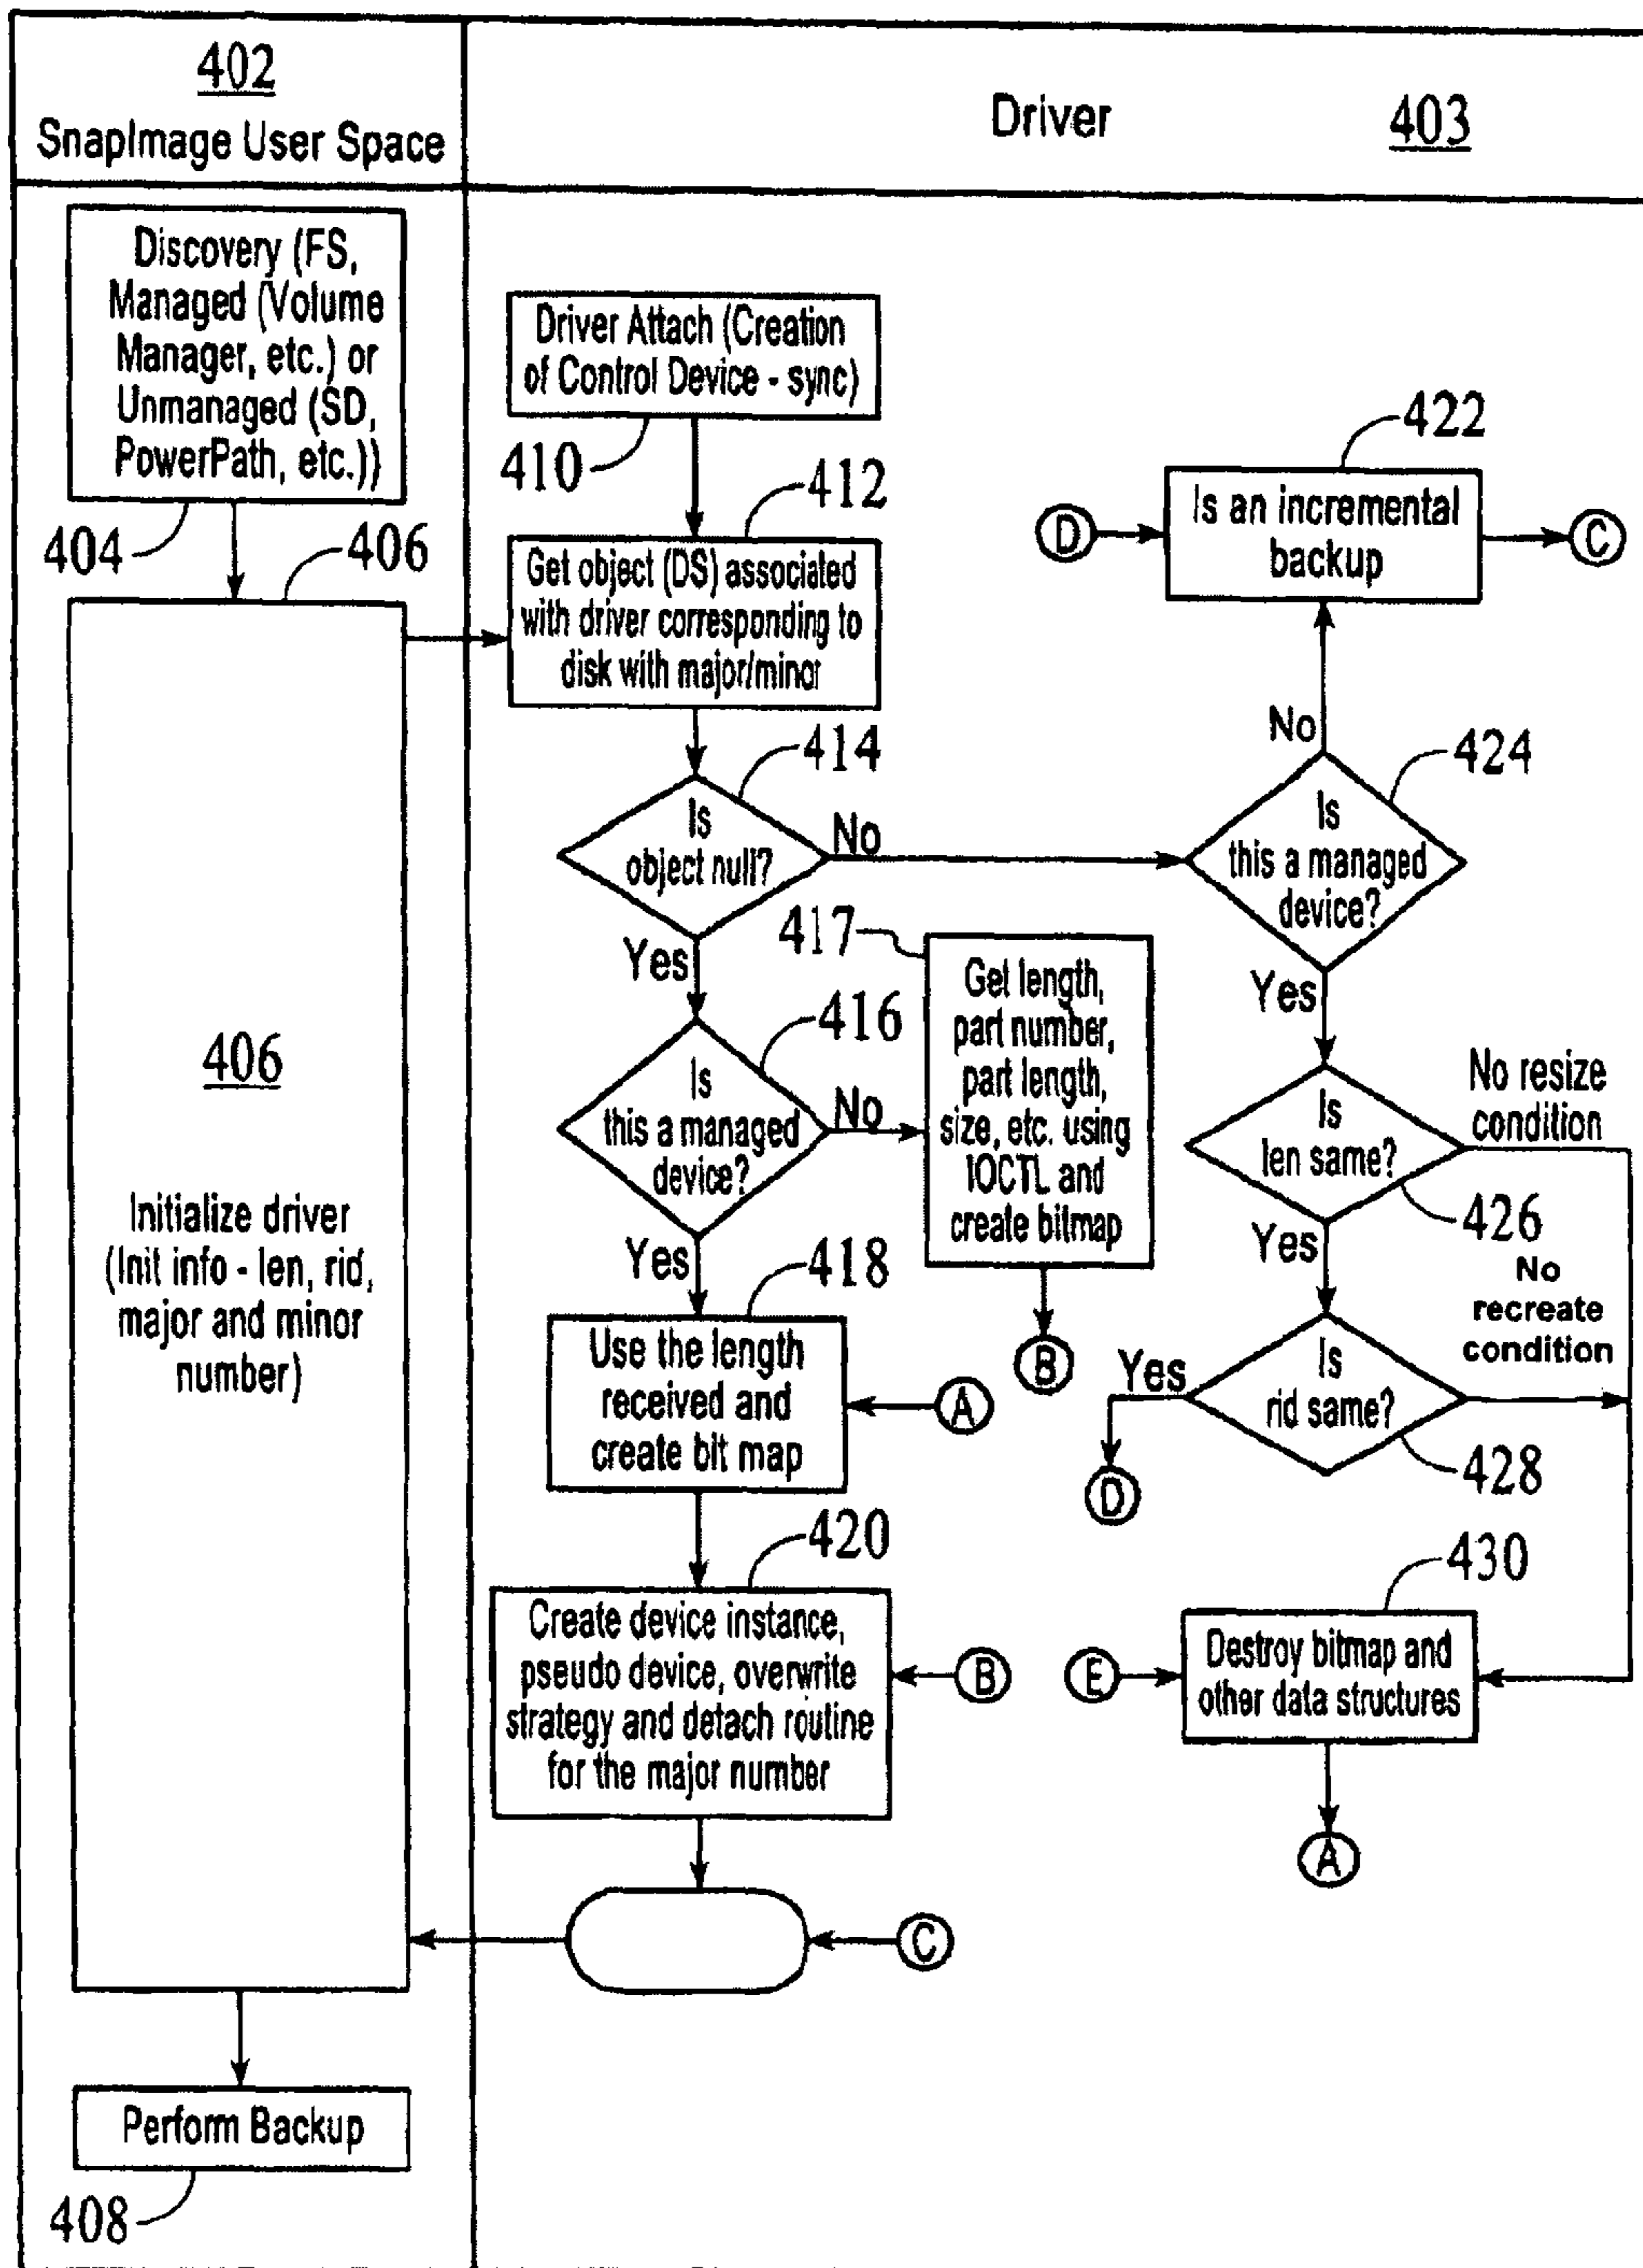 402
SnapImage User Space
Driver
403
Discovery (FS,
Managed (Volume
Manager, etc.) or
Unmanaged (SD,
PowerPath, etc.))
404
406
406
Initialize driver
(Init info - len, rid,
major and minor
number)
Perform Backup
408
Driver Attach (Creation
of Control Device - sync)
410
412
Get object (DS) associated
with driver corresponding to
disk with major/minor
414
Is
object null?
No
Yes
416
Is
this a managed
device?
No
Yes
417
Get length,
part number,
part length,
size, etc. using
IOCTL and
create bitmap
B
418
Use the length
received and
create bit map
A
420
Create device instance,
pseudo device, overwrite
strategy and detach routine
for the major number
B
C
422
D
Is an incremental
backup
C
No
424
Is
this a managed
device?
Yes
No resize
condition
Is
len same?
426
Yes
No
recreate
condition
Is
rid same?
Yes
428
D
430
E
Destroy bitmap and
other data structures
A